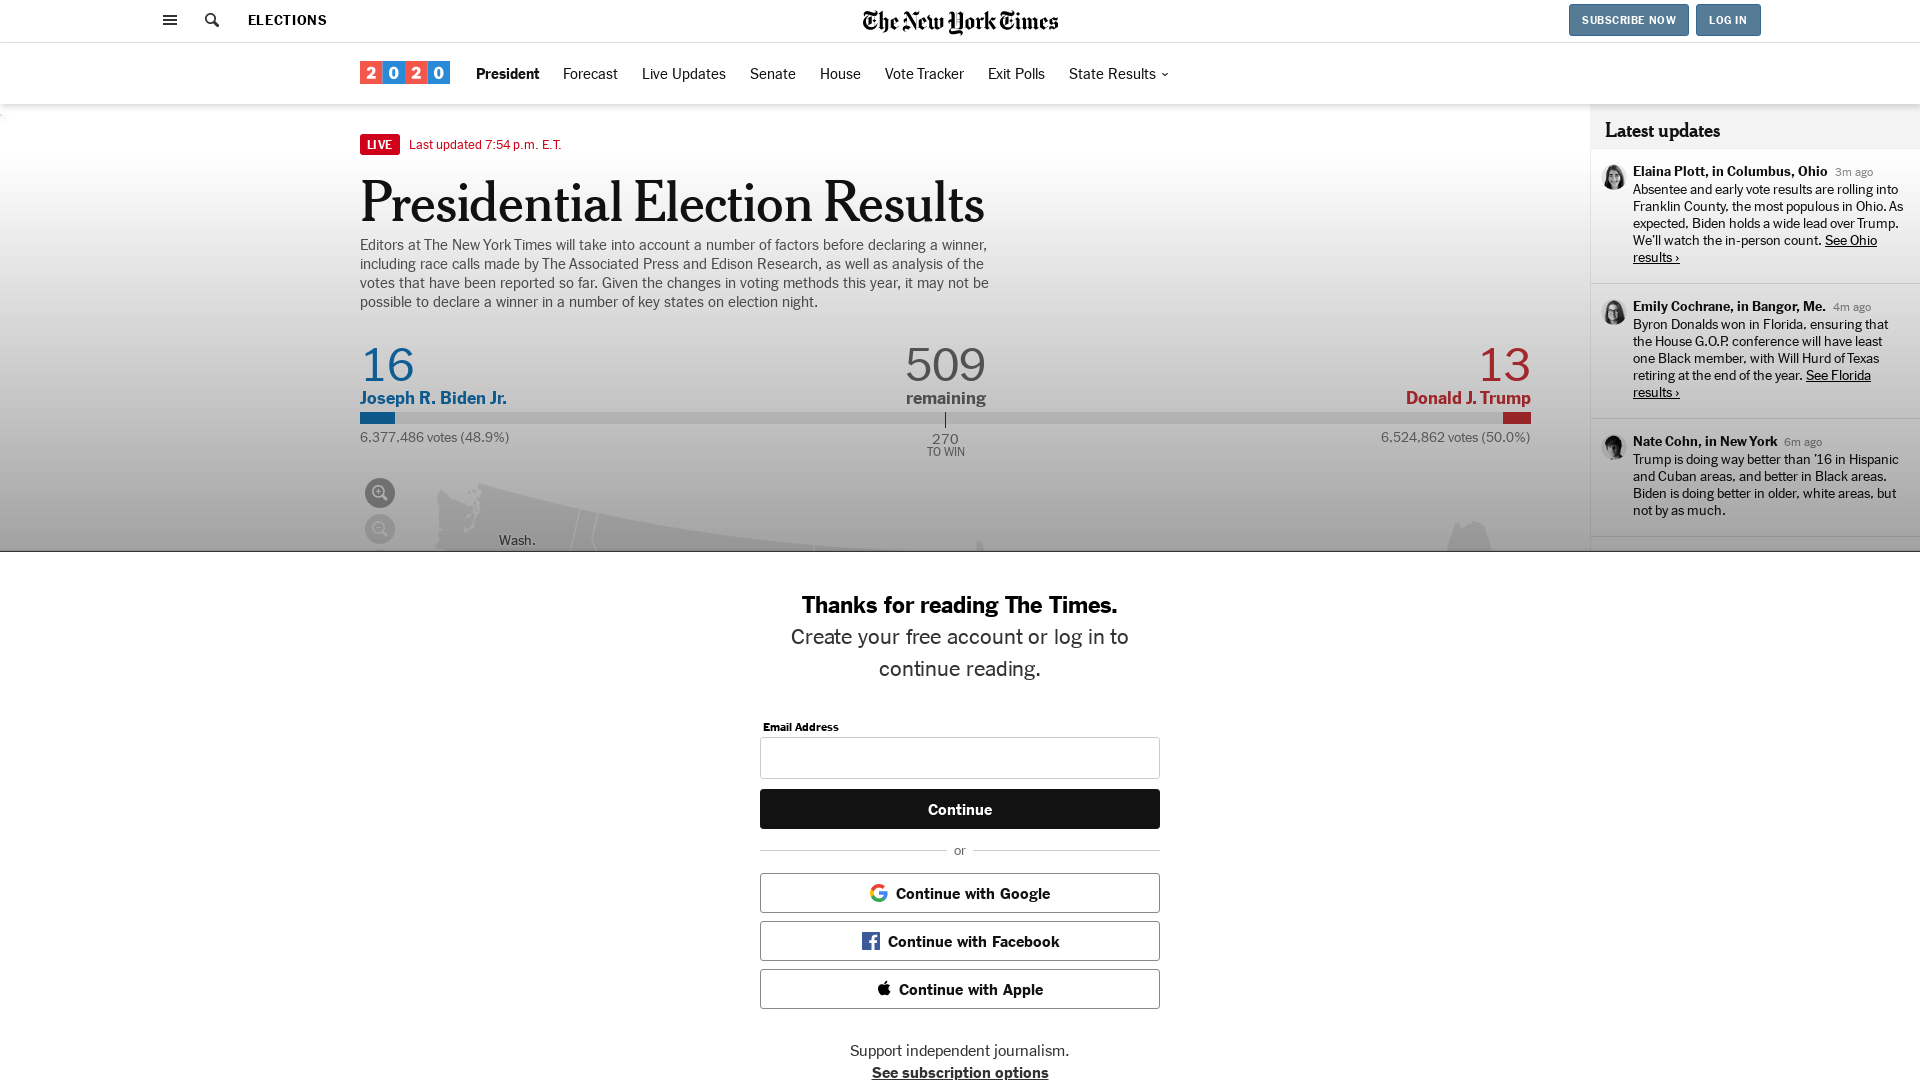 ELECTIONS
The New York Times
SUBSCRIBE NOW
LOG IN
2020
President
Forecast
Live Updates
Senate
House
Vote Tracker
Exit Polls
State Results
LIVE
Last updated 7:54 p.m. E.T.
Presidential Election Results
Editors at The New York Times will take into account a number of factors before declaring a winner,
including race calls made by The Associated Press and Edison Research, as well as analysis of the
votes that have been reported so far. Given the changes in voting methods this year, it may not be
possible to declare a winner in a number of key states on election night.
16
509
13
Joseph R. Biden Jr.
remaining
Donald J. Trump
6,377,486 votes (48.9%)
270
TO WIN
6,524,862 votes (50.0%)
Wash.
Latest updates
Elaina Plott, in Columbus, Ohio 3m ago
Absentee and early vote results are rolling into
Franklin County, the most populous in Ohio. As
expected, Biden holds a wide lead over Trump.
We'll watch the in-person count. See Ohio
results ›
Emily Cochrane, in Bangor, Me. 4m ago
Byron Donalds won in Florida, ensuring that
the House G.O.P. conference will have least
one Black member, with Will Hurd of Texas
retiring at the end of the year. See Florida
results ›
Nate Cohn, in New York 6m ago
Trump is doing way better than '16 in Hispanic
and Cuban areas, and better in Black areas.
Biden is doing better in older, white areas, but
not by as much.
Thanks for reading The Times.
Create your free account or log in to
continue reading.
Email Address
Continue
or
Continue with Google
Continue with Facebook
Continue with Apple
Support independent journalism.
See subscription options